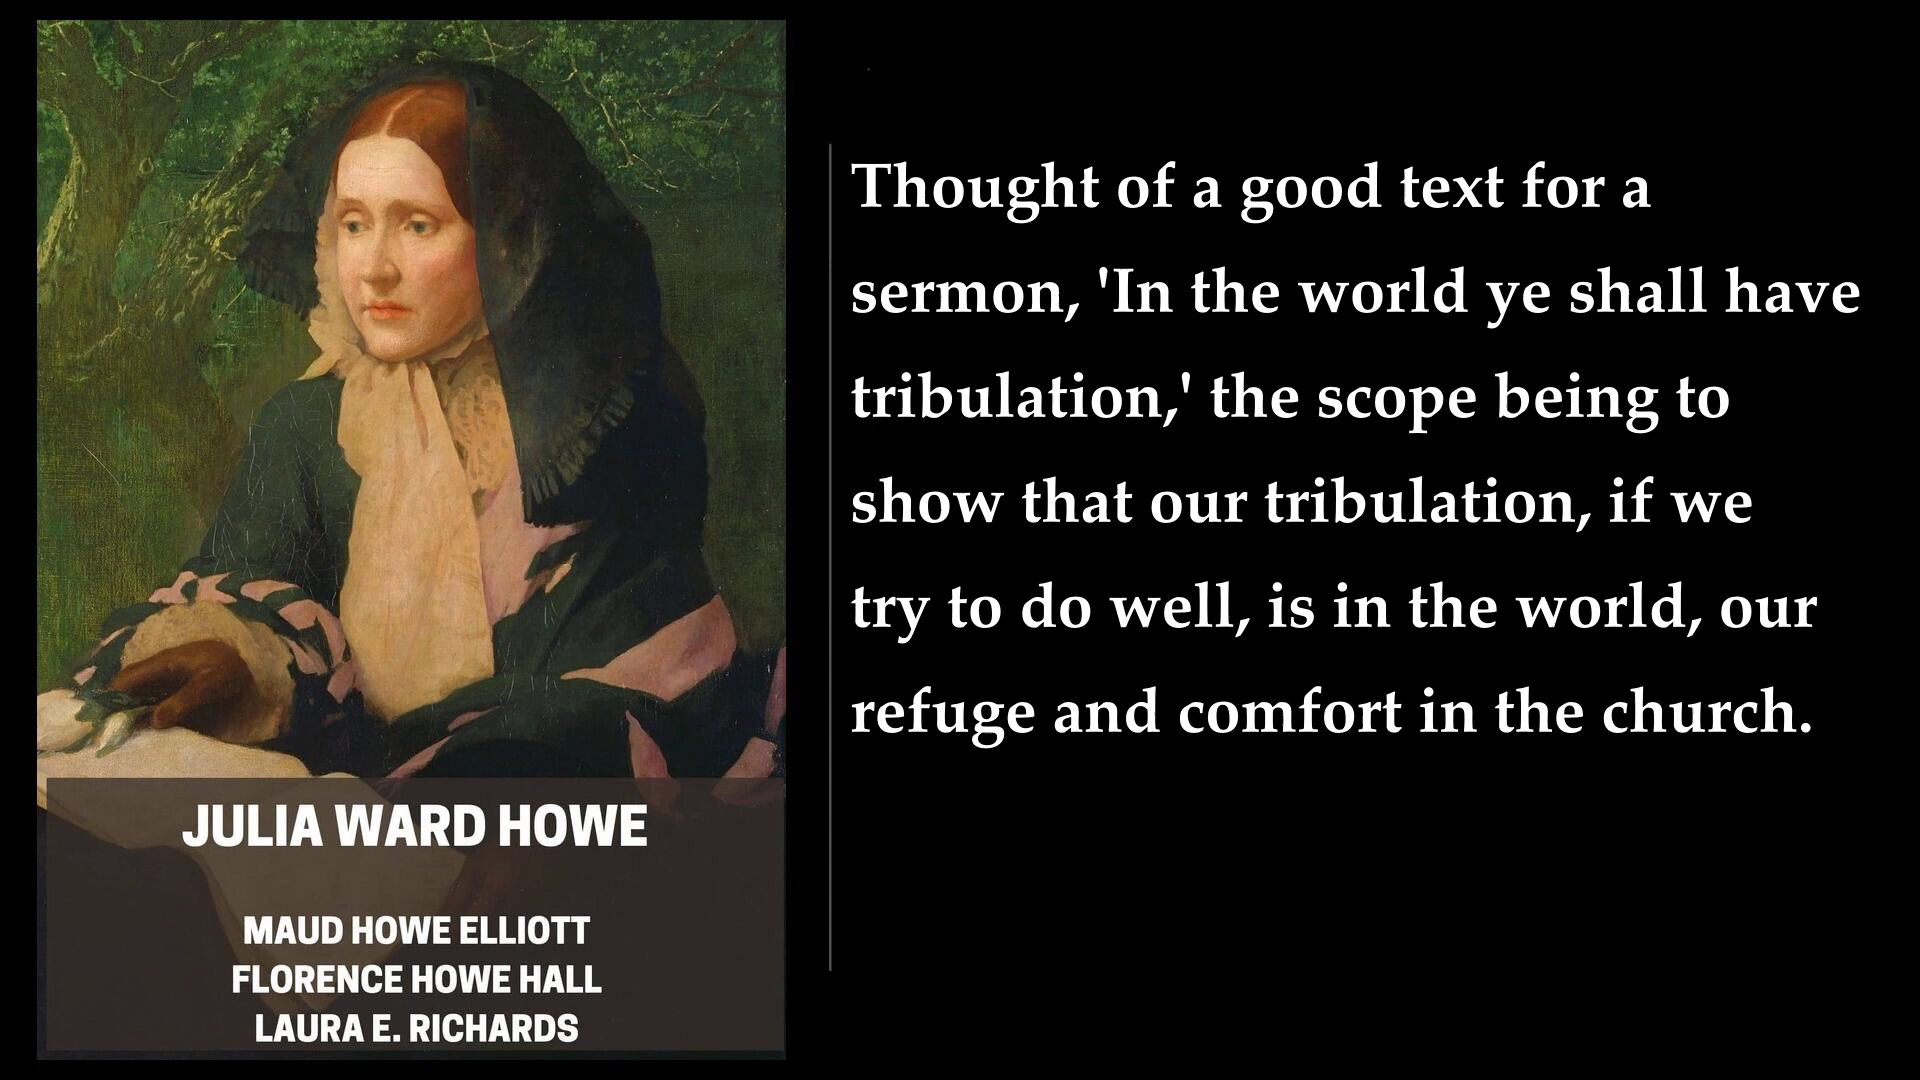 JULIA WARD HOWE
MAUD HOWE ELLIOTT
FLORENCE HOWE HALL
LAURA E. RICHARDS
Thought of a good text for a
sermon, 'In the world ye shall have
tribulation,' the scope being to
show that our tribulation, if we
try to do well, is in the world, our
refuge and comfort in the church.